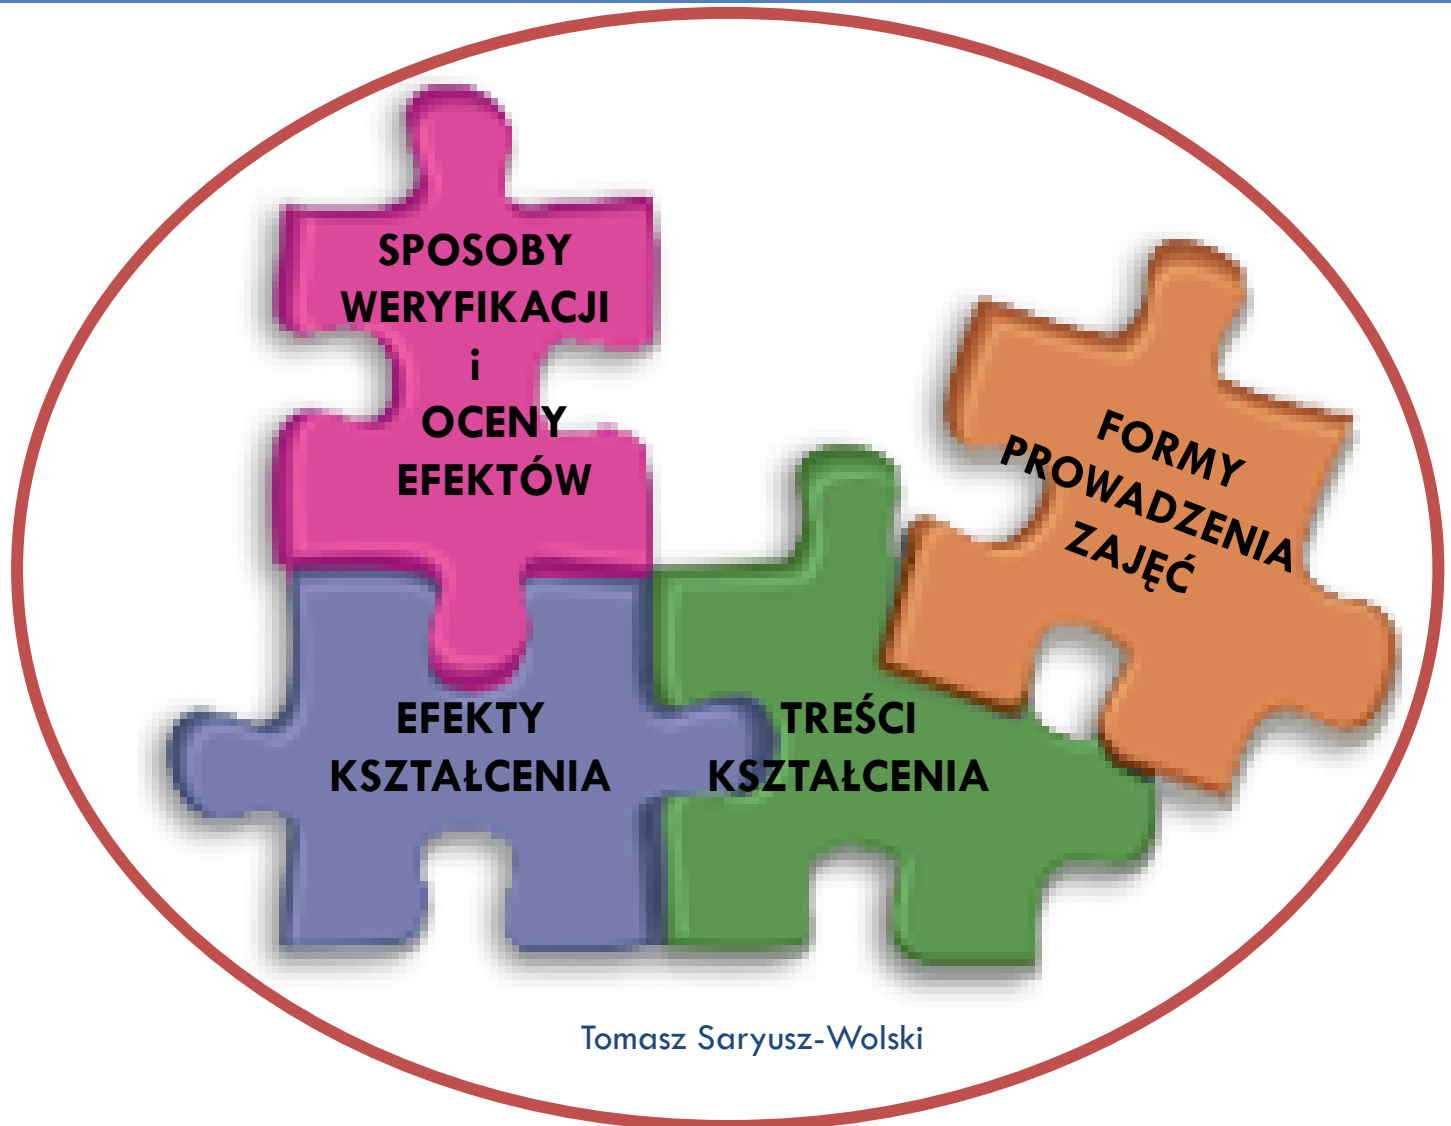 SPOSOBY
WERYFIKACJI
i
OCENY
EFEKTÓW
FORMY
PROWADZENIA
ZAJĘĆ
EFEKTY
KSZTAŁCENIA
TREŚCI
KSZTAŁCENIA
Tomasz Saryusz-Wolski